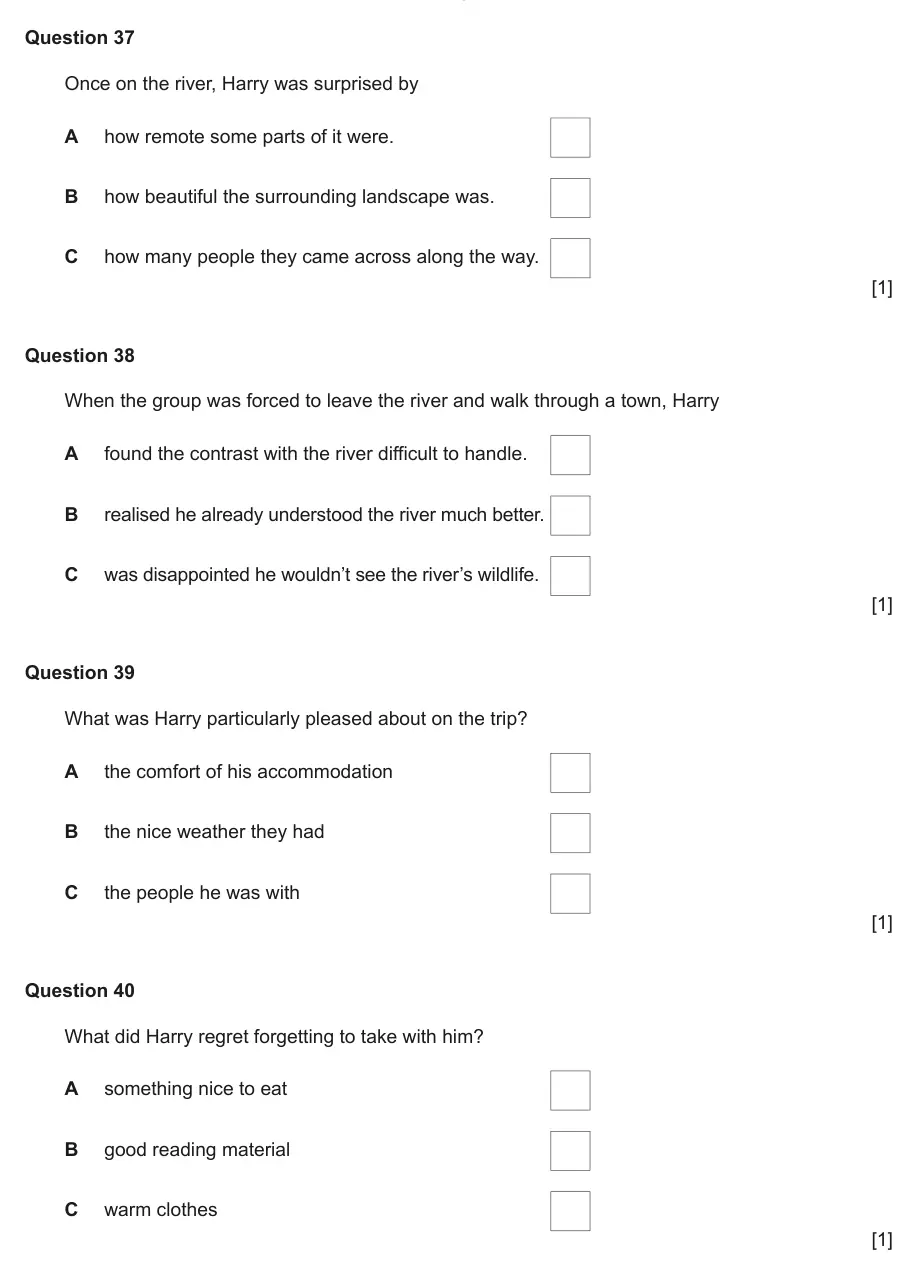 Question 37
Once on the river, Harry was surprised by
A how remote some parts of it were.
B how beautiful the surrounding landscape was.
C how many people they came across along the way.
[1]
Question 38
When the group was forced to leave the river and walk through a town, Harry
A found the contrast with the river difficult to handle.
B realised he already understood the river much better.
C was disappointed he wouldn’t see the river’s wildlife.
[1]
Question 39
What was Harry particularly pleased about on the trip?
A the comfort of his accommodation
B the nice weather they had
C the people he was with
[1]
Question 40
What did Harry regret forgetting to take with him?
A something nice to eat
B good reading material
C warm clothes
[1]